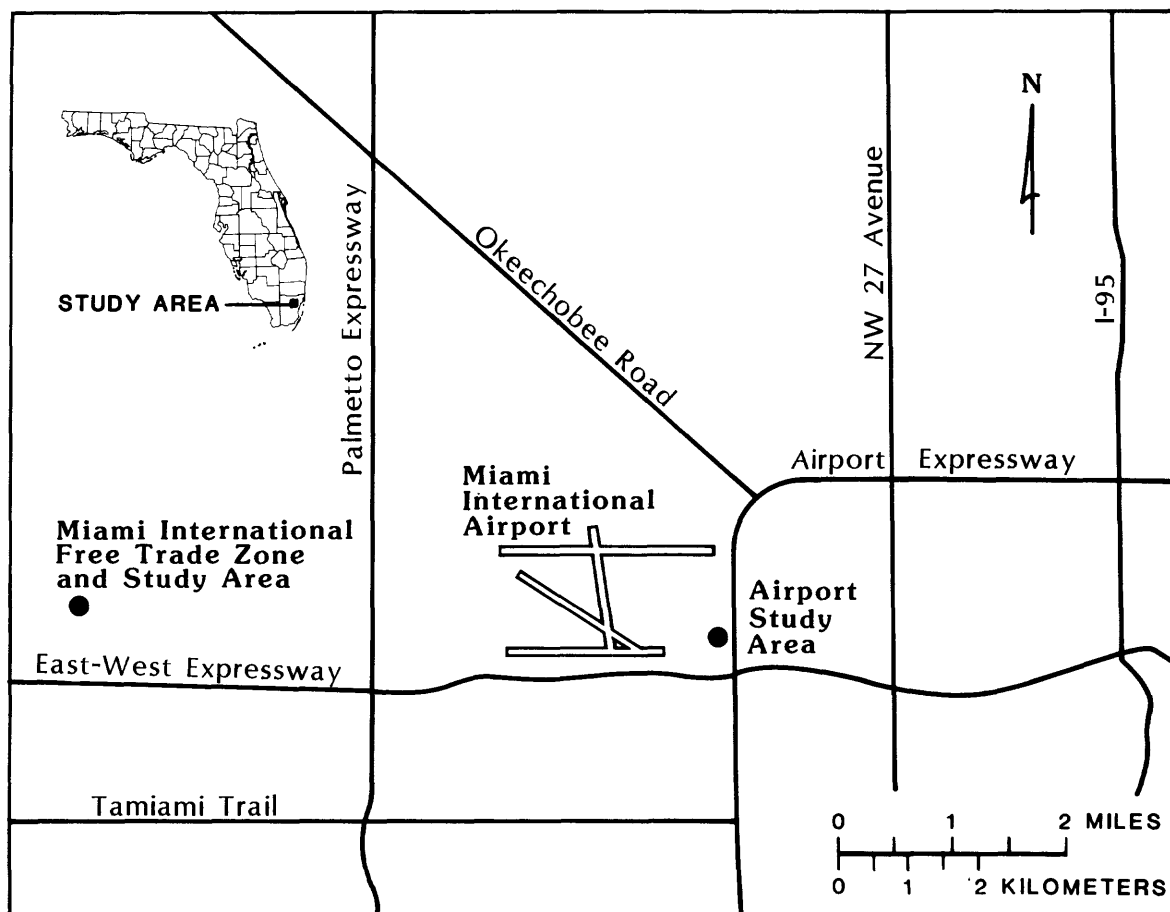 N
STUDY AREA
Palmetto Expressway
Okeechobee Road
NW 27 Avenue
I-95
Airport Expressway
Miami
International
Airport
Miami International
Free Trade Zone
and Study Area
Airport
Study
Area
East-West Expressway
Tamiami Trail
0 1 2 MILES
0 1 2 KILOMETERS